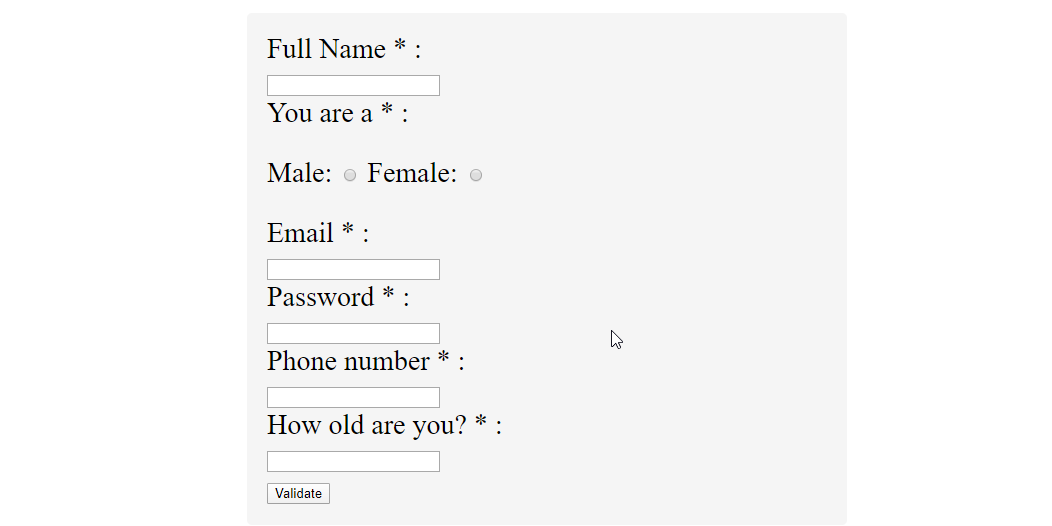 Full Name * :
You are a * :
Male: Female:
Email * :
Password * :
Phone number * :
How old are you? * :
Validate